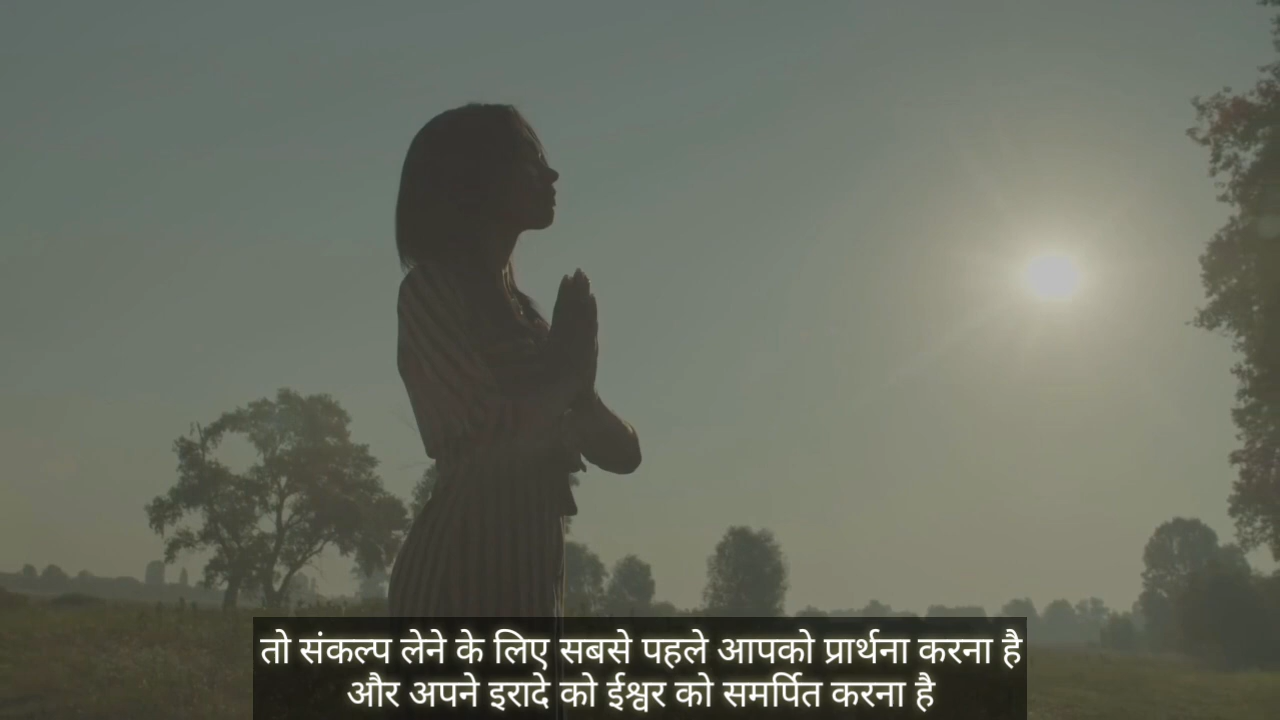 तो संकल्प लेने के लिए सबसे पहले आपको प्रार्थना करना है
और अपने इरादे को ईश्वर को समर्पित करना है